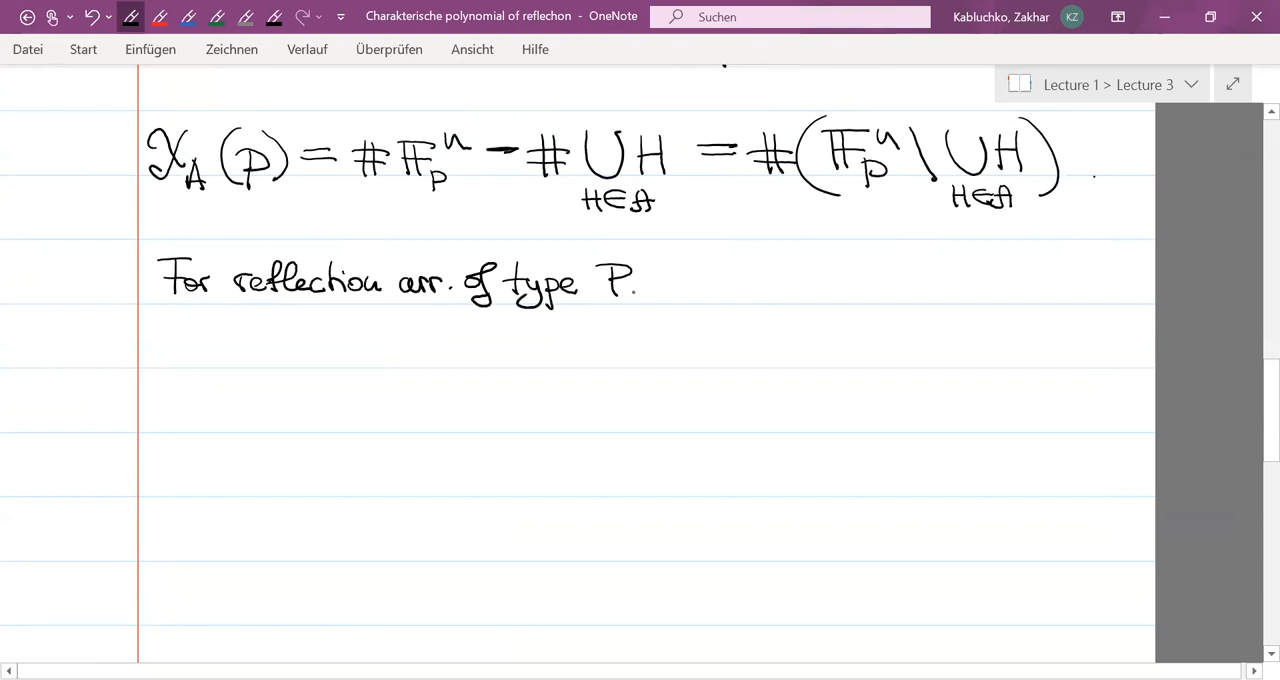 Charakterische polynomial of reflechon - OneNote
Suchen
Kabluchko, Zakhar
KZ
Datei Start Einfügen Zeichnen Verlauf Überprüfen Ansicht Hilfe
Lecture 1 > Lecture 3
χ_A(p) = # 𝔽_p^n - # ⋃_{H∈A} H = # (𝔽_p^n \ ⋃_{H∈A} H) .
For reflection arr. of type